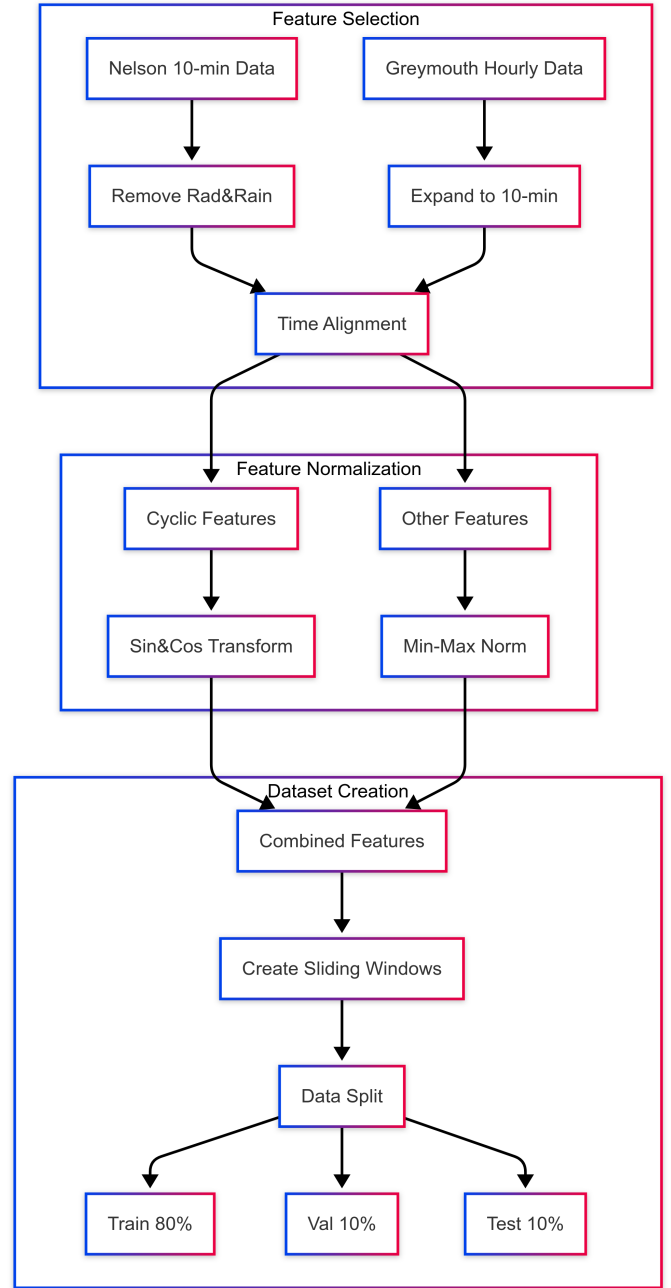 Feature Selection
Nelson 10-min Data
Greymouth Hourly Data
Remove Rad&Rain
Expand to 10-min
Time Alignment
Feature Normalization
Cyclic Features
Other Features
Sin&Cos Transform
Min-Max Norm
Dataset Creation
Combined Features
Create Sliding Windows
Data Split
Train 80%
Val 10%
Test 10%